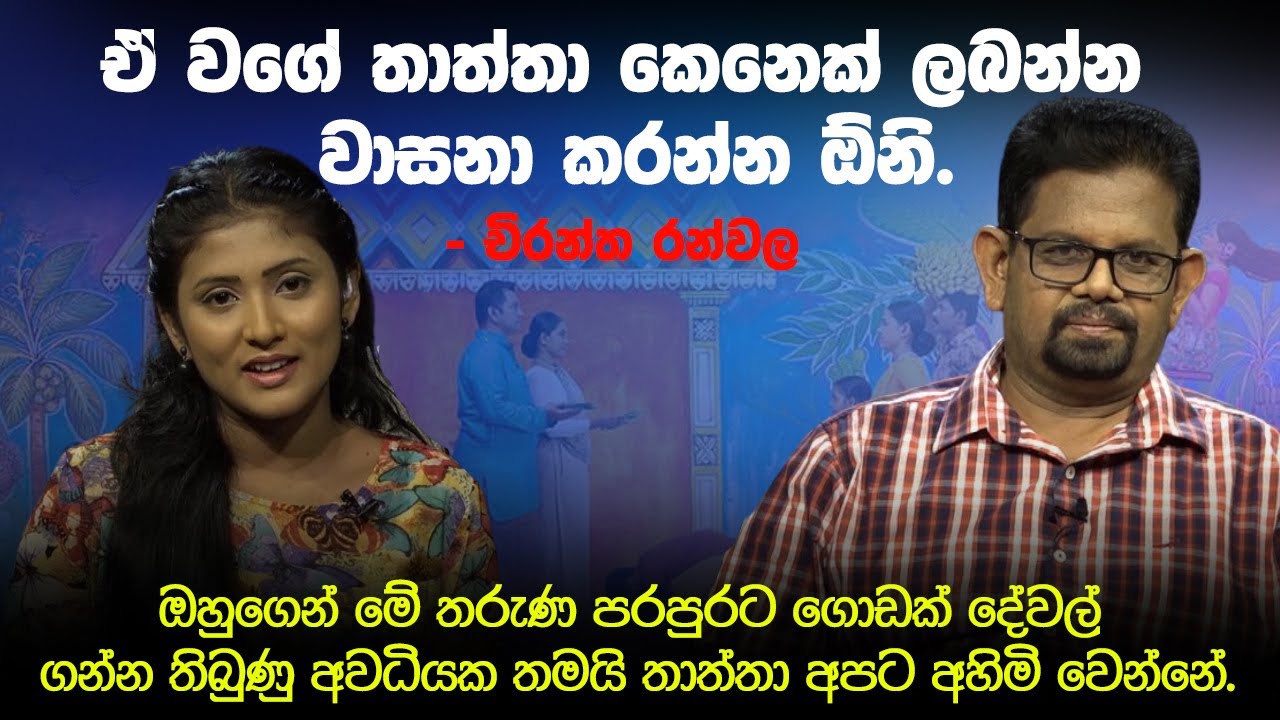 ඒ වගේ තාත්තා කෙනෙක් ලබන්න
වාසනා කරන්න ඕනි.
- චිරන්ත රන්වල
ඔහුගෙන් මේ තරුණ පරපුරට ගොඩක් දේවල්
ගන්න තිබුණු අවධියක තමයි තාත්තා අපට අහිමි වෙන්නේ.